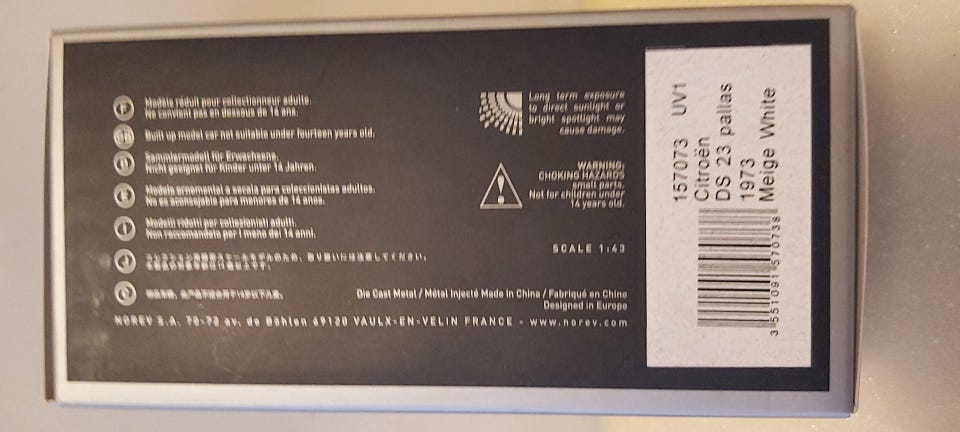 Modèle réduit pour collectionneur adulte.
Ne convient pas en dessous de 14 ans.
Built up model car not suitable under fourteen years old.
Sammlermodell für Erwachsene.
Nicht geeignet für Kinder unter 14 Jahren.
Modelo ornamental a escala para coleccionistas adultos.
No es aconsejable para menores de 14 anos.
Modelli ridotti per collezionisti adulti.
Non raccomandato per i meno dei 14 anni.
Long term exposure
to direct sunlight or
bright spotlight may
cause damage.
WARNING:
CHOKING HAZARDS
small parts.
Not for children under
14 years old.
SCALE 1:43
Die Cast Metal / Métal Injecté Made in China / Fabriqué en Chine
Designed in Europe
NOREV S.A. 70-72 av. de Böhlen 69120 VAULX-EN-VELIN FRANCE - www.norev.com
157073 UV1
Citroën
DS 23 pallas
1973
Meige White
3 551091 570738